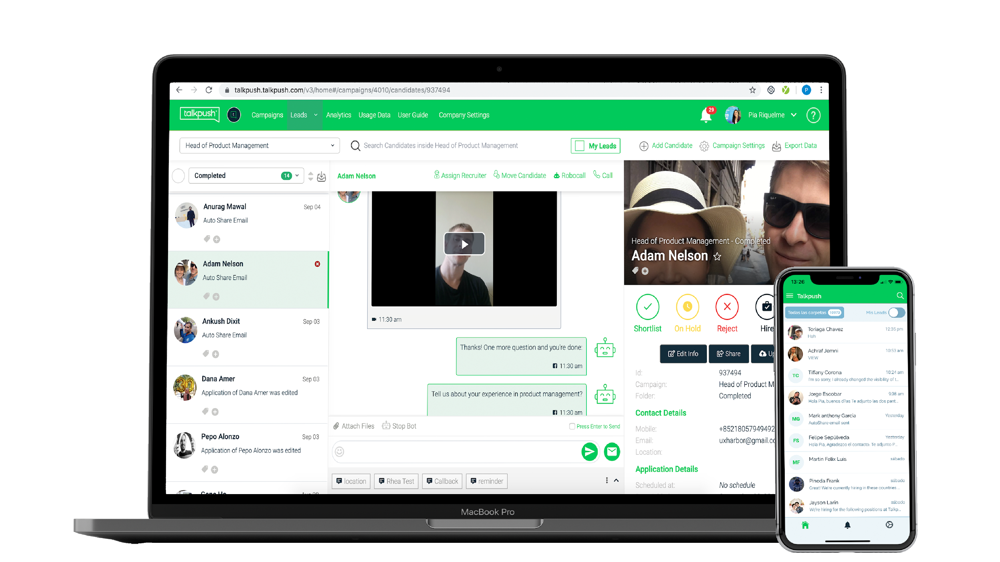 talkpush.talkpush.com/v3/home#/campaigns/4010/candidates/937494
P
talkpush
t
Campaigns
Leads
Analytics
Usage Data
User Guide
Company Settings
29
Pia Riquelme
?
Head of Product Management
Search Candidates inside Head of Product Management
My Leads
Add Candidate
Campaign Settings
Export Data
Completed
14
Anurag Mawal
Sep 04
Auto Share Email
Adam Nelson
Auto Share Email
Ankush Dixit
Sep 03
Auto Share Email
Dana Amer
Sep 03
Application of Dana Amer was edited
Pepo Alonzo
Sep 03
Application of Pepo Alonzo was edited
Adam Nelson
Assign Recruiter
Move Candidate
Robocall
Call
11:30 am
Thanks! One more question and you're done:
11:30 am
Tell us about your experience in product management?
11:30 am
Attach Files
Stop Bot
Press Enter to Send
location
Rhea Test
Callback
reminder
Head of Product Management - Completed
Adam Nelson
Shortlist
On Hold
Reject
Hire
Edit Info
Share
Id:
937494
Campaign:
Head of Product M
Folder:
Completed
Contact Details
Mobile:
+85218057949492
Email:
uxharbor@gmail.co
Location:
Application Details
Scheduled at:
No schedule
MacBook Pro
13:26
Talkpush
Todas las carpetas 10973
Mis Leads
Toriaga Chavez
12:35 pm
Hah
Achraf Jemni
10:53 am
VIEW
TC
Tiffany Corona
10:24 am
I'm so sorry, I already changed the visibility of t...
Jorge Escobar
9:08 am
Hola Pia, buenos d?as Te adjunto las dos pant...
MG
Mark anthony Garcia
Yesterday
AutoShare email sent
FS
Felipe Sepúlveda
Yesterday
Hola Pia, Agradezco el contacto. Te adjunto P...
MF
Martin Felix Luis
sábado
Pineda Frank
sábado
Great! We're currently hiring in these countries....
Jayson Larin
sábado
We're hiring for the following positions at Talkp...